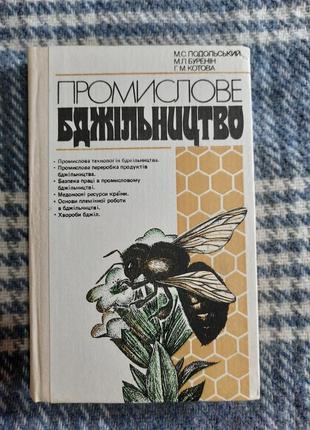 М.С. ПОДОЛЬСЬКИЙ
М.Л. БУРЕНІН
Г. М. КОТОВА
ПРОМИСЛОВЕ
БДЖІЛЬНИЦТВО
• Промислова технологія бджільництва.
• Промислова переробка продуктів
бджільництва.
• Безпека праці в промисловому
бджільництві.
• Медоносні ресурси країни.
• Основи племінної роботи
в бджільництві.
• Хвороби бджіл.